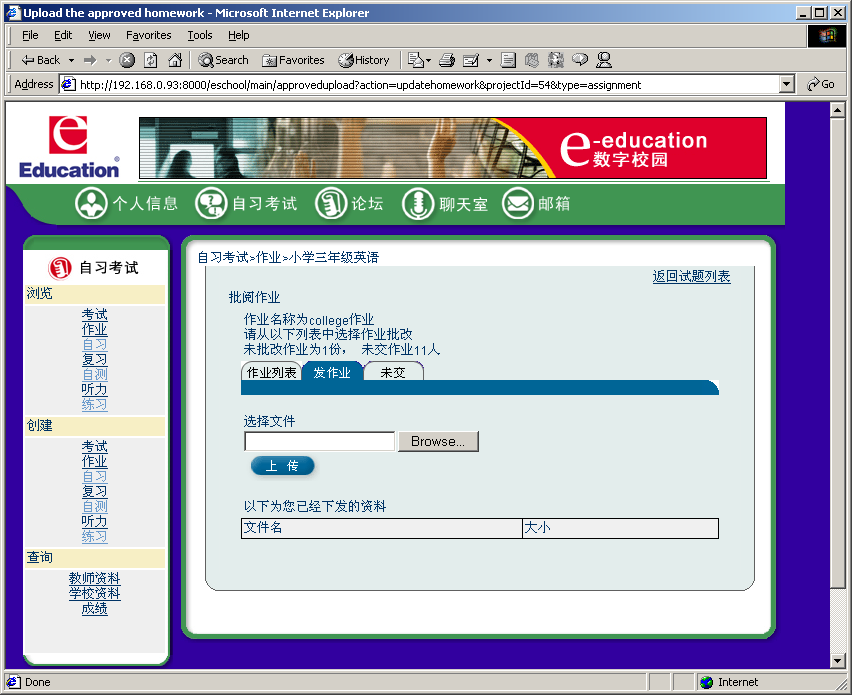 Upload the approved homework - Microsoft Internet Explorer
File Edit View Favorites Tools Help
Back Search Favorites History
Address http://192.168.0.93:8000/eschool/main/approvedupload?action=updatehomework&projectId=54&type=assignment Go
e
Education®
e-education
数字校园
个人信息 自习考试 论坛 聊天室 邮箱
自习考试
浏览
考试
作业
自习
复习
自测
听力
练习
创建
考试
作业
自习
复习
自测
听力
练习
查询
教师资料
学校资料
成绩
自习考试>作业>小学三年级英语
返回试题列表
批阅作业
作业名称为college作业
请从以下列表中选择作业批改
未批改作业为1份， 未交作业11人
作业列表 发作业 未交
选择文件
Browse...
上 传
以下为您已经下发的资料
文件名 大小
Done Internet